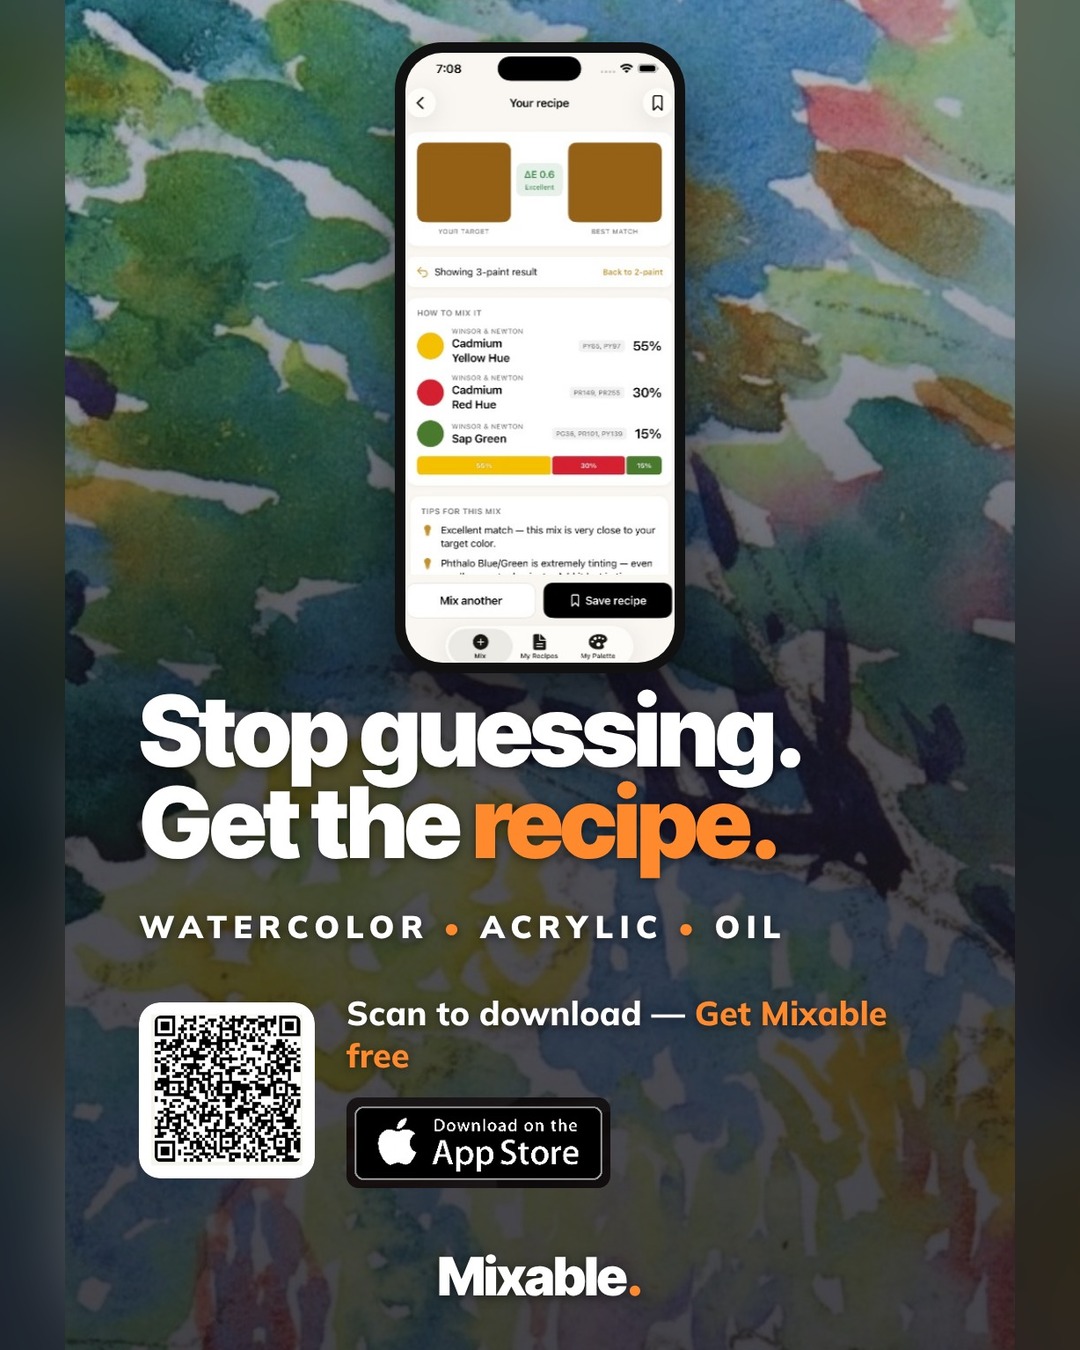 7:08
Your recipe
ΔE 0.6
Excellent
YOUR TARGET
BEST MATCH
Showing 3-paint result
Back to 2-paint
HOW TO MIX IT
WINSOR & NEWTON
Cadmium
Yellow Hue
PY65, PY97
55%
WINSOR & NEWTON
Cadmium
Red Hue
PR149, PR255
30%
WINSOR & NEWTON
Sap Green
PG36, PR101, PY139
15%
55%
30%
15%
TIPS FOR THIS MIX
Excellent match — this mix is very close to your
target color.
Phthalo Blue/Green is extremely tinting — even
Mix another
Save recipe
Mix
My Recipes
My Palette
Stop guessing.
Get the recipe.
WATERCOLOR • ACRYLIC • OIL
Scan to download — Get Mixable
free
Download on the
App Store
Mixable.